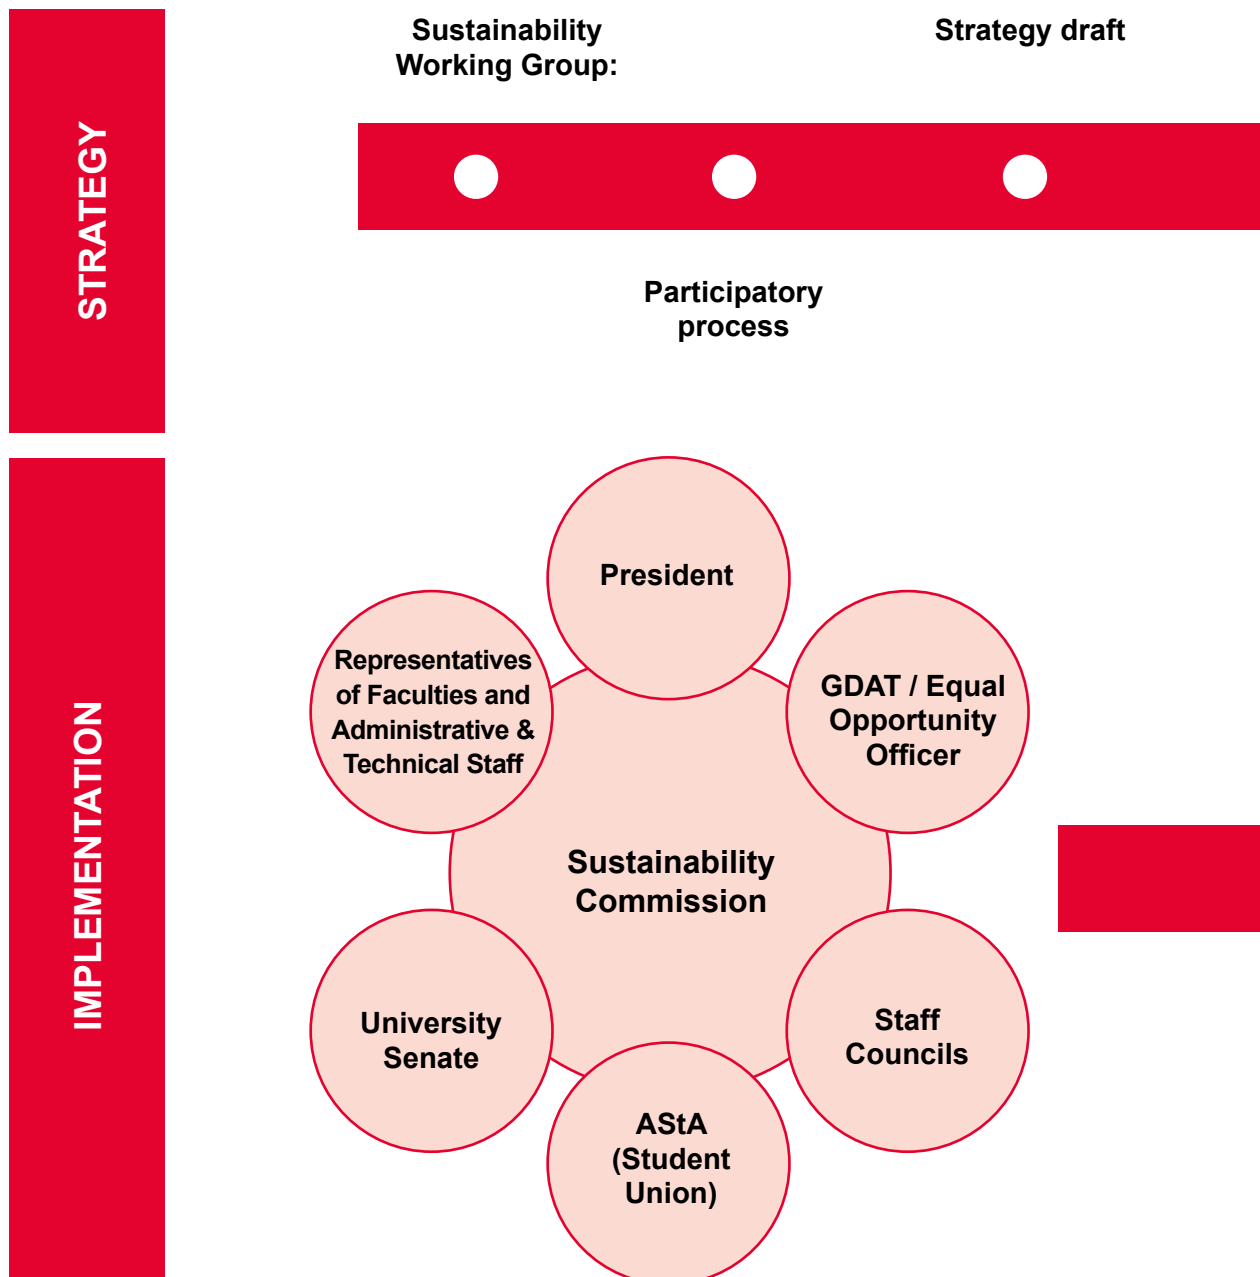 STRATEGY
Sustainability
Working Group:
Strategy draft
Participatory
process
IMPLEMENTATION
President
Representatives
of Faculties and
Administrative &
Technical Staff
GDAT / Equal
Opportunity
Officer
Sustainability
Commission
University
Senate
Staff
Councils
AStA
(Student
Union)